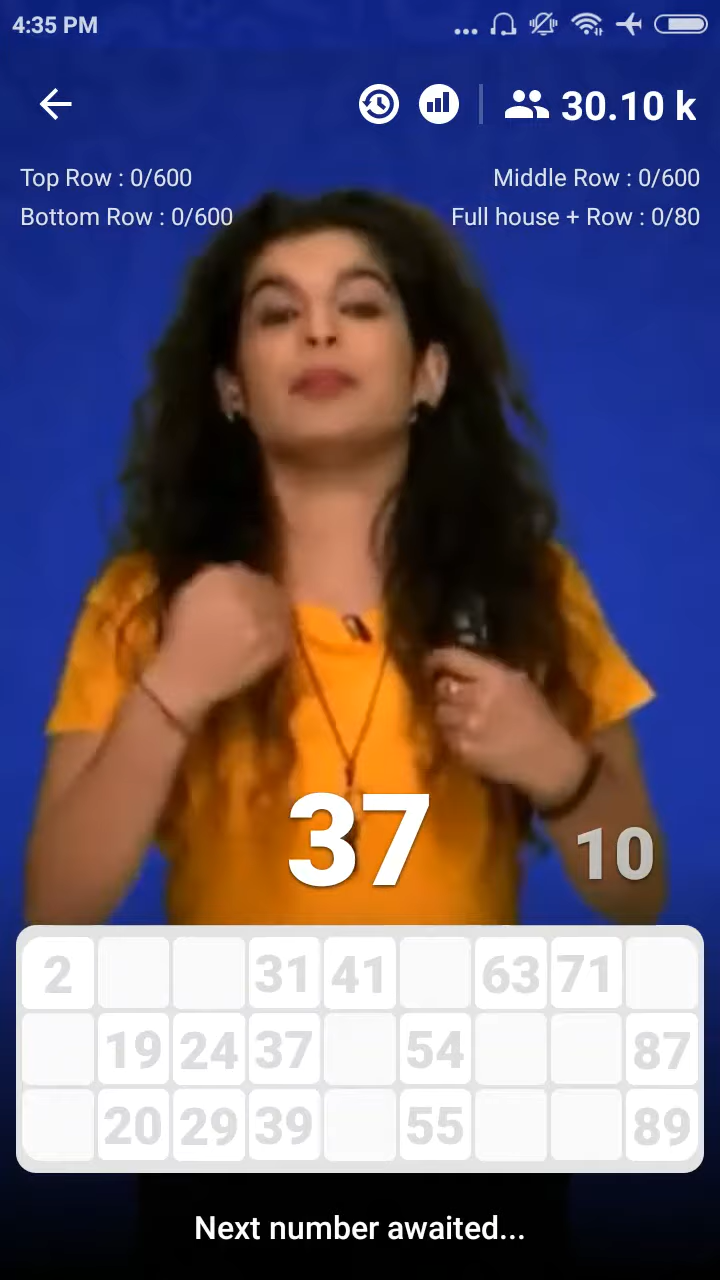 4:35 PM
30.10 k
Top Row : 0/600 Middle Row : 0/600
Bottom Row : 0/600 Full house + Row : 0/80
37 10
2 31 41 63 71
19 24 37 54 87
20 29 39 55 89
Next number awaited...